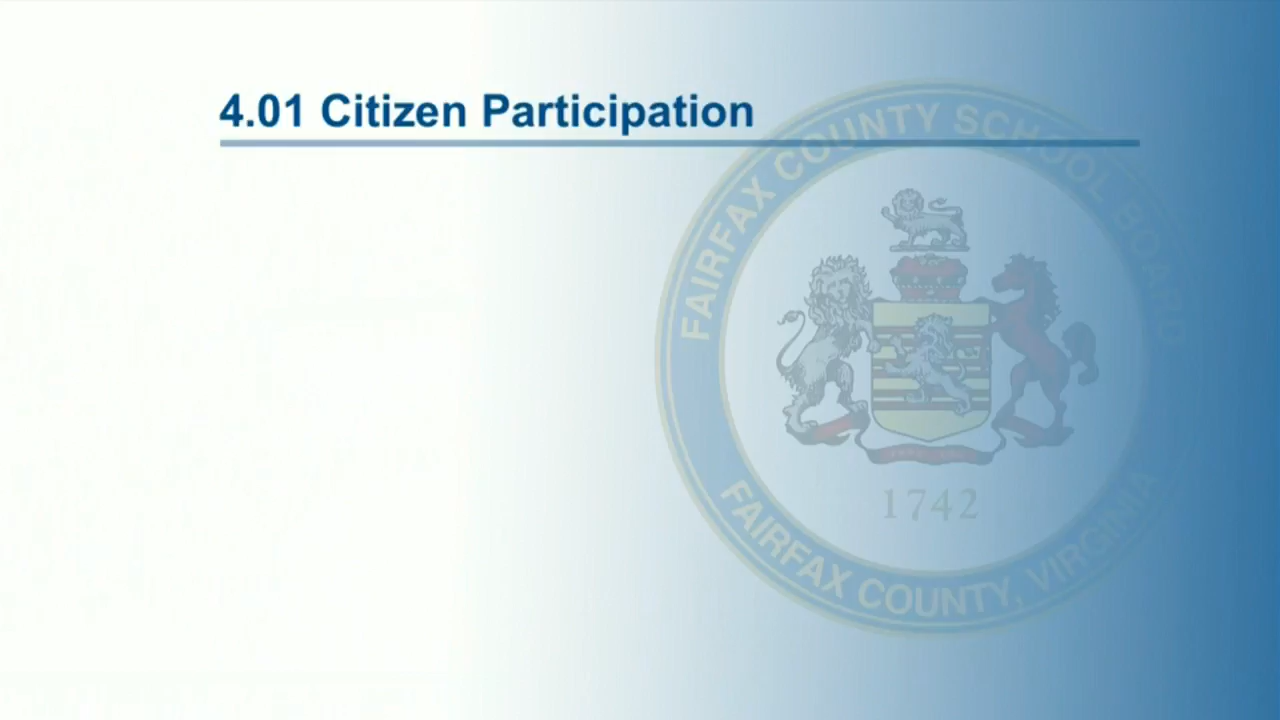 4.01 Citizen Participation
FAIRFAX COUNTY SCHOOL BOARD
1742
FAIRFAX COUNTY, VIRGINIA